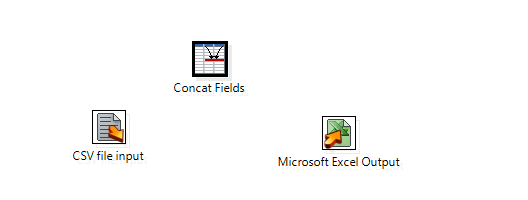 Concat Fields
CSV file input
Microsoft Excel Output